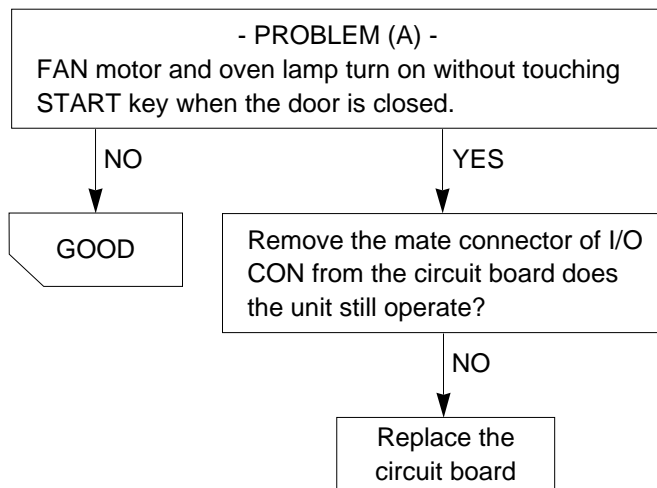 - PROBLEM (A) -
FAN motor and oven lamp turn on without touching
START key when the door is closed.
NO
YES
GOOD
Remove the mate connector of I/O
CON from the circuit board does
the unit still operate?
NO
Replace the
circuit board